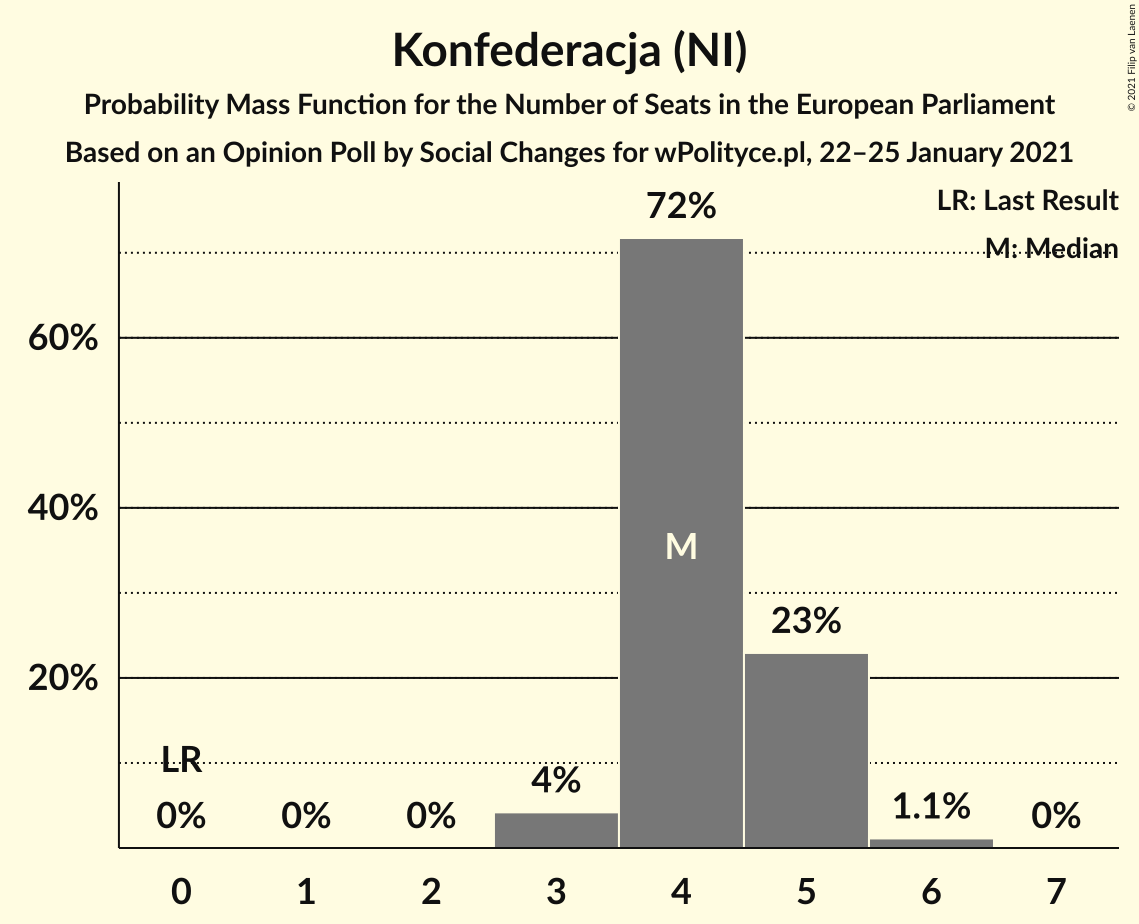 Konfederacja (NI)
Probability Mass Function for the Number of Seats in the European Parliament
Based on an Opinion Poll by Social Changes for wPolityce.pl, 22–25 January 2021
© 2021 Filip van Laenen
LR: Last Result
M: Median
72%
60%
40%
M
23%
20%
LR
4%
1.1%
0%
0%
0%
0%
0 1 2 3 4 5 6 7